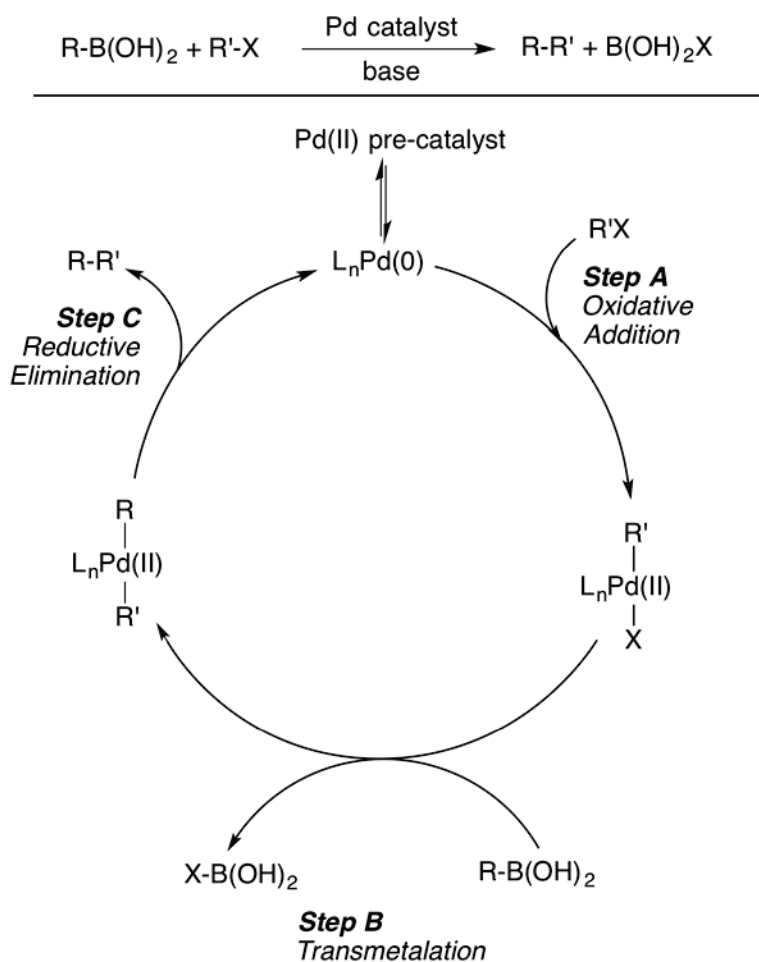 R-B(OH)₂ + R'-X Pd catalyst base R-R' + B(OH)₂X
Pd(II) pre-catalyst
LₙPd(0)
R'X
Step A
Oxidative
Addition
R-R'
Step C
Reductive
Elimination
R
LₙPd(II)
R'
R'
LₙPd(II)
X
X-B(OH)₂
R-B(OH)₂
Step B
Transmetalation